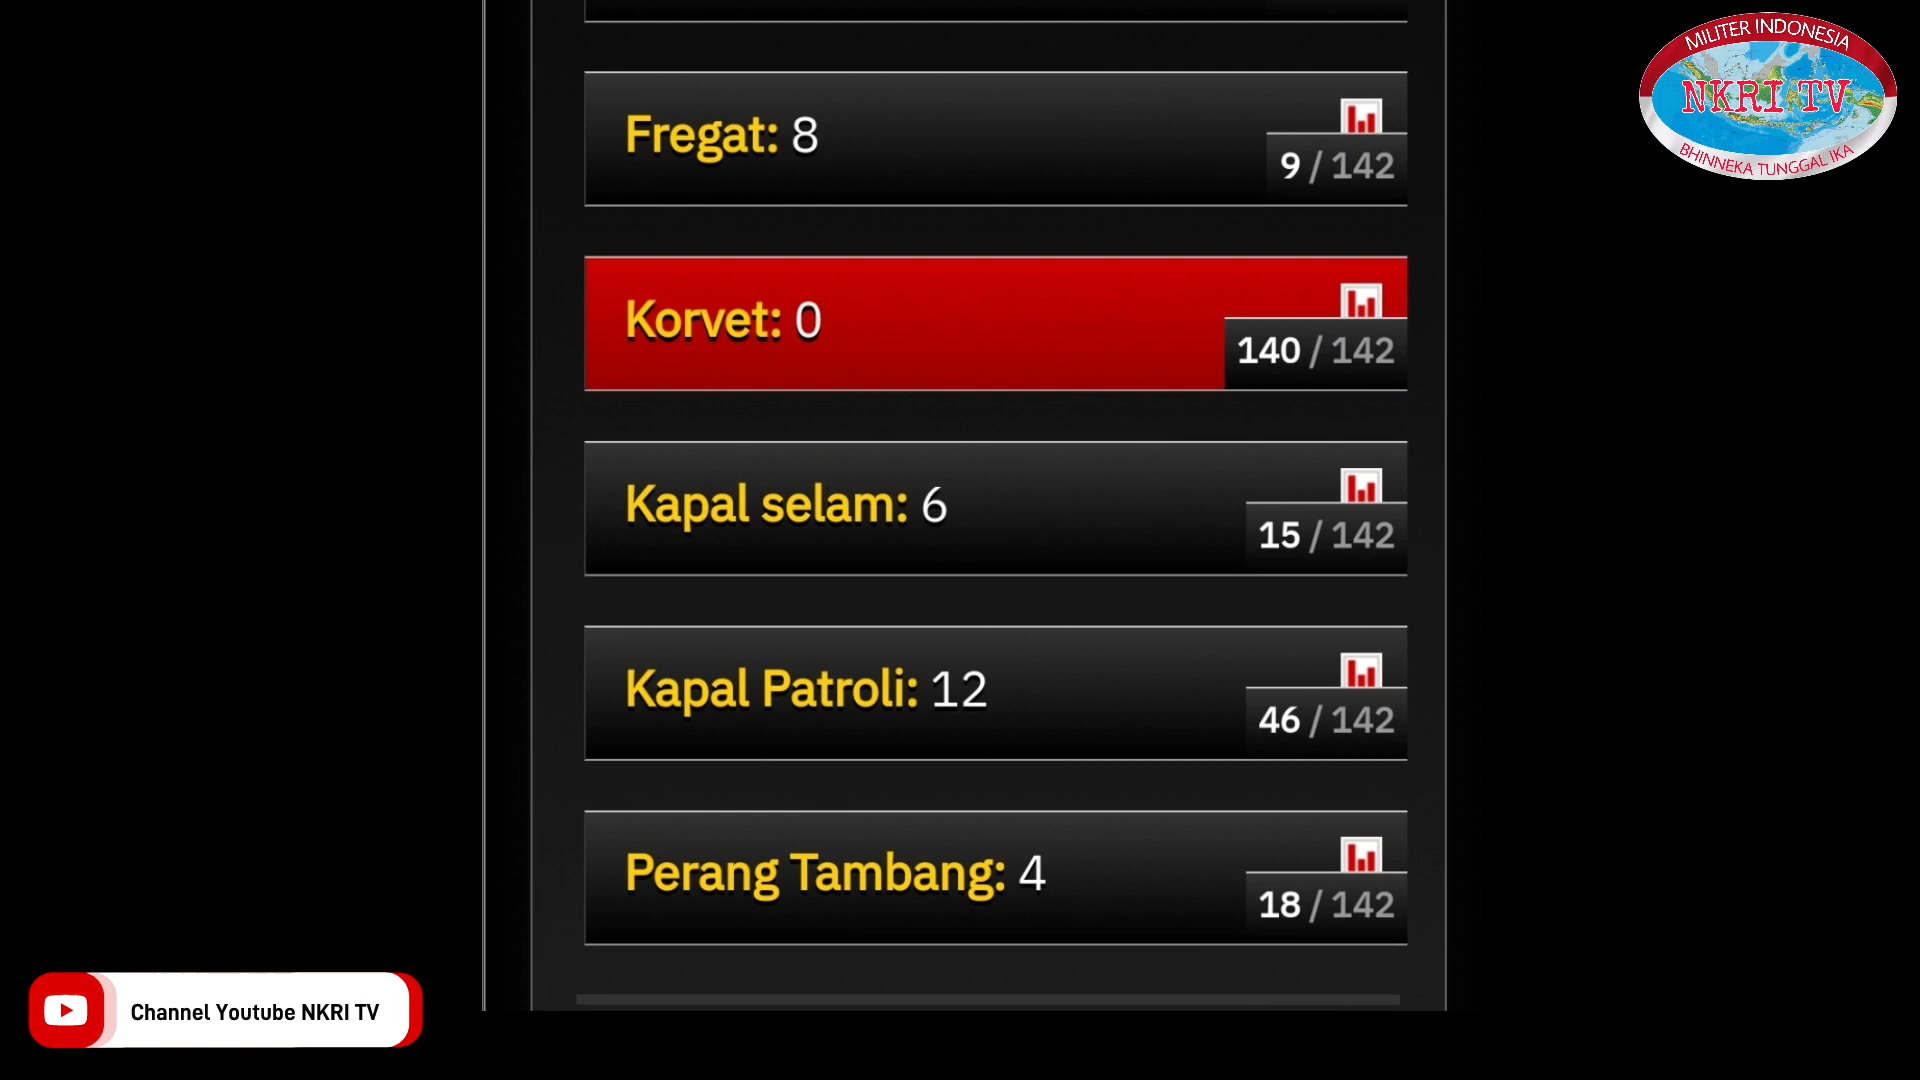 MILITER INDONESIA
NKRI TV
BHINNEKA TUNGGAL IKA
Fregat: 8
9 / 142
Korvet: 0
140 / 142
Kapal selam: 6
15 / 142
Kapal Patroli: 12
46 / 142
Perang Tambang: 4
18 / 142
Channel Youtube NKRI TV